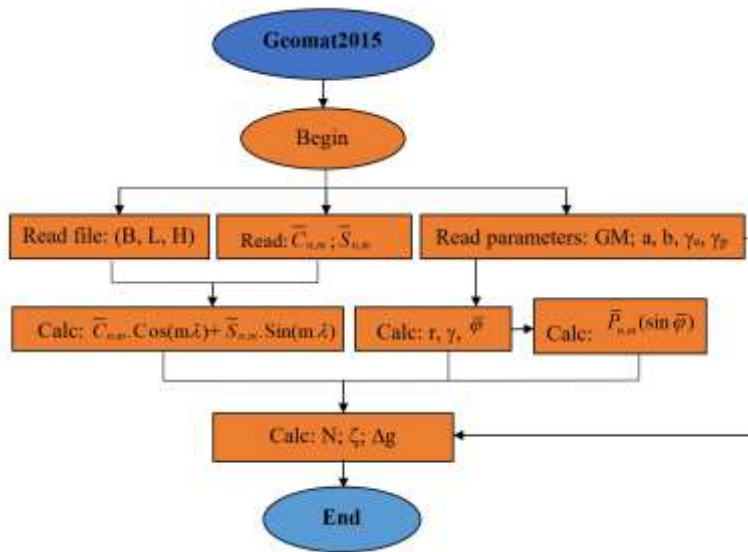 Geomat2015
Begin
Read file: (B, L, H)
Read: C̅ₙ,ₘ ; S̅ₙ,ₘ
Read parameters: GM; a, b, γₐ, γₚ
Calc: C̅ₙ,ₘ.Cos(mλ)+ S̅ₙ,ₘ.Sin(mλ)
Calc: r, γ, φ̅
Calc: P̅ₙ,ₘ(sin φ̅)
Calc: N; ζ; Δg
End